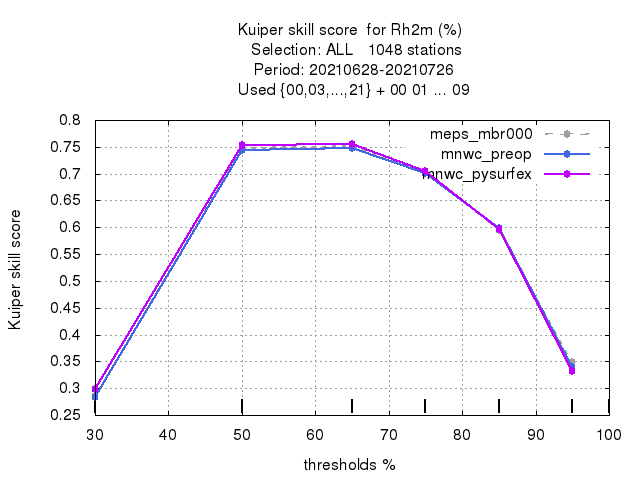 Kuiper skill score  for Rh2m (%)
Selection: ALL   1048 stations
Period: 20210628-20210726
Used {00,03,...,21} + 00 01 ... 09
meps_mbr000
mnwc_preop
mnwc_pysurfex
0.8
0.75
0.7
0.65
0.6
0.55
0.5
0.45
0.4
0.35
0.3
0.25
Kuiper skill score
30 40 50 60 70 80 90 100
thresholds %